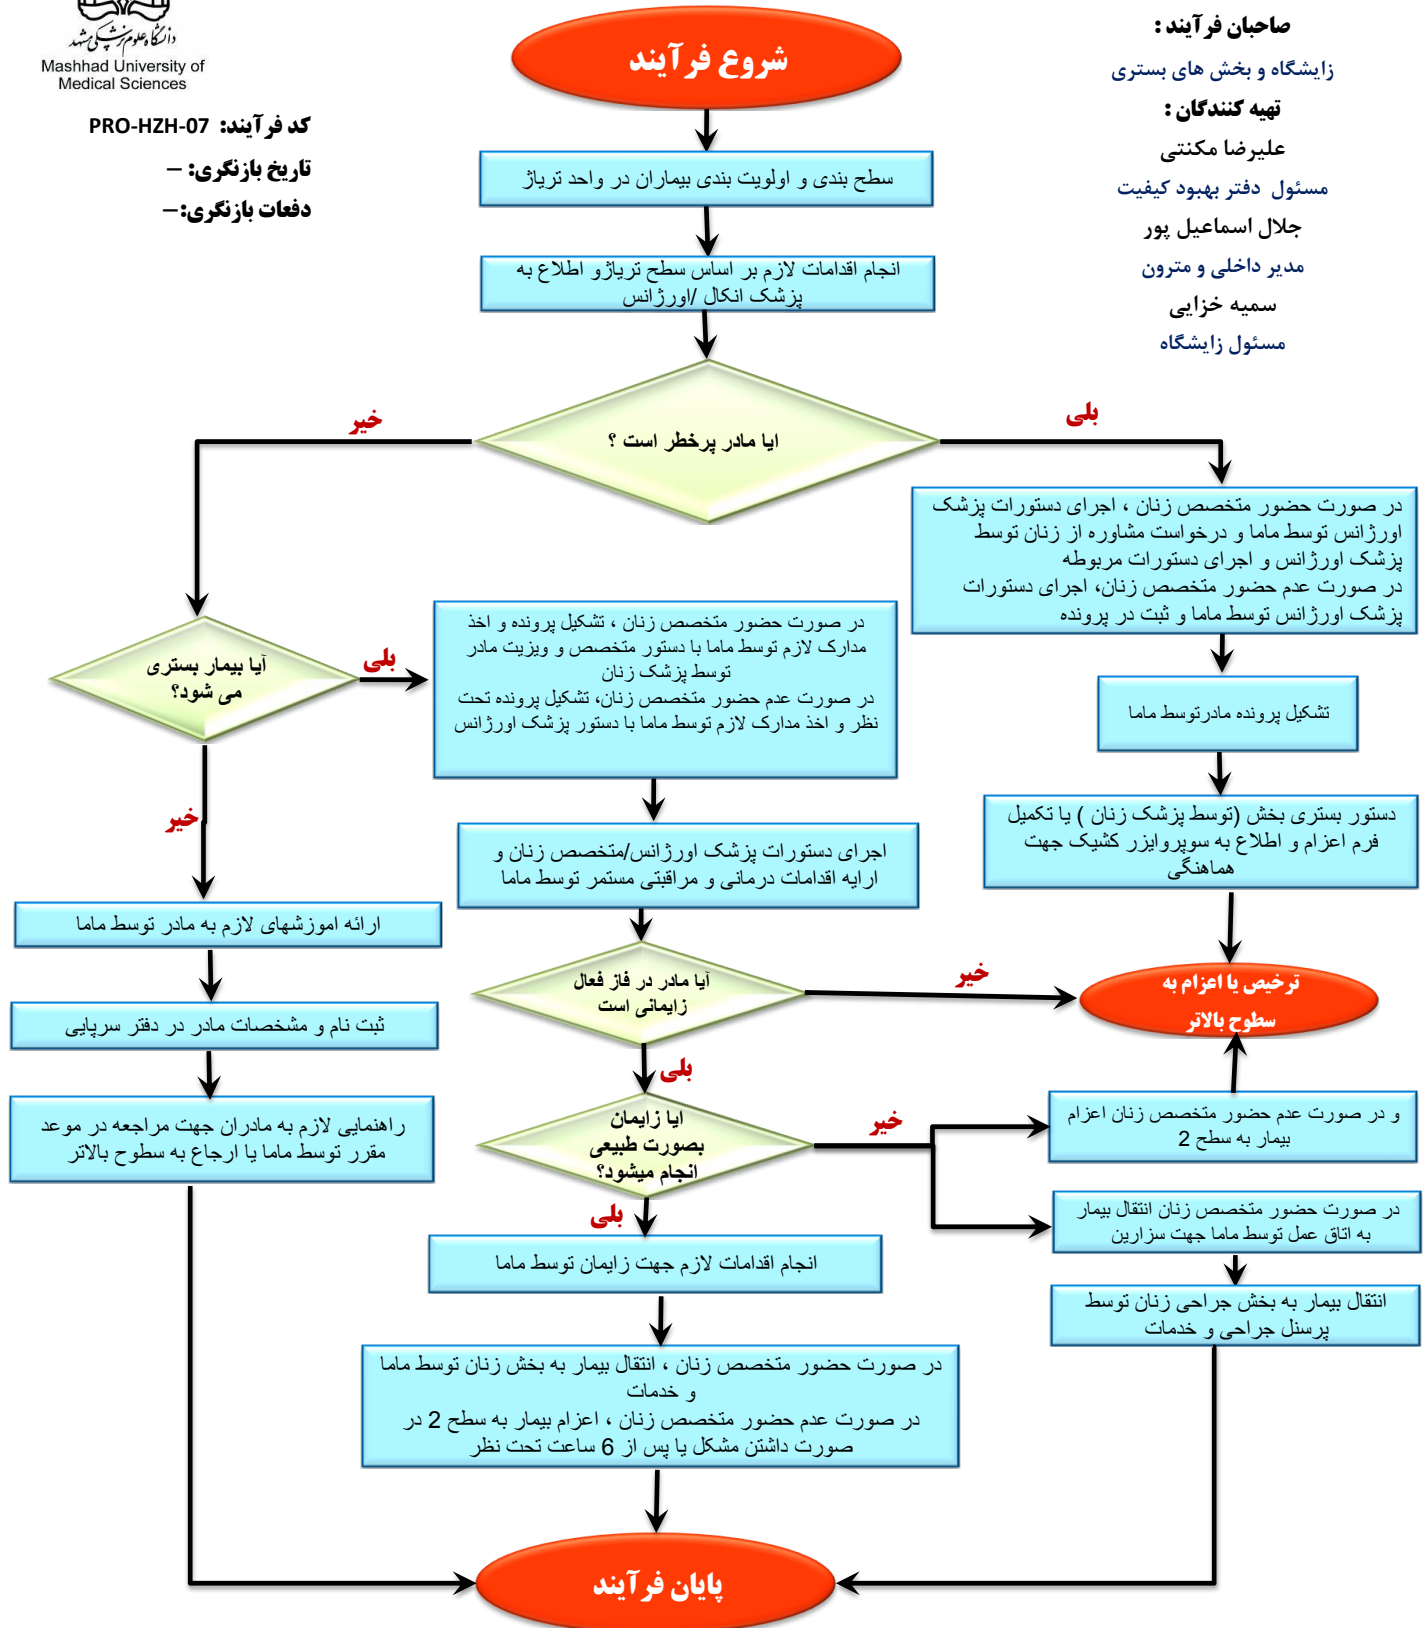 دانشگاه علوم پزشکی مشهد
Mashhad University of
Medical Sciences
کد فرآیند: PRO-HZH-07
تاریخ بازنگری: –
دفعات بازنگری:–
صاحبان فرآیند :
زایشگاه و بخش های بستری
تهیه کنندگان :
علیرضا مکنتی
مسئول دفتر بهبود کیفیت
جلال اسماعیل پور
مدیر داخلی و مترون
سمیه خزایی
مسئول زایشگاه
شروع فرآیند
سطح بندی و اولویت بندی بیماران در واحد تریاژ
انجام اقدامات لازم بر اساس سطح تریاژو اطلاع به
پزشک انکال /اورژانس
ایا مادر پرخطر است ؟
بلی
خیر
در صورت حضور متخصص زنان ، اجرای دستورات پزشک
اورژانس توسط ماما و درخواست مشاوره از زنان توسط
پزشک اورژانس و اجرای دستورات مربوطه
در صورت عدم حضور متخصص زنان، اجرای دستورات
پزشک اورژانس توسط ماما و ثبت در پرونده
تشکیل پرونده مادرتوسط ماما
دستور بستری بخش (توسط پزشک زنان ) یا تکمیل
فرم اعزام و اطلاع به سوپروایزر کشیک جهت
هماهنگی
ترخیص یا اعزام به
سطوح بالاتر
آیا بیمار بستری
می شود؟
بلی
در صورت حضور متخصص زنان ، تشکیل پرونده و اخذ
مدارک لازم توسط ماما با دستور متخصص و ویزیت مادر
توسط پزشک زنان
در صورت عدم حضور متخصص زنان، تشکیل پرونده تحت
نظر و اخذ مدارک لازم توسط ماما با دستور پزشک اورژانس
اجرای دستورات پزشک اورژانس/متخصص زنان و
ارایه اقدامات درمانی و مراقبتی مستمر توسط ماما
آیا مادر در فاز فعال
زایمانی است
خیر
بلی
ایا زایمان
بصورت طبیعی
انجام میشود؟
خیر
و در صورت عدم حضور متخصص زنان اعزام
بیمار به سطح 2
در صورت حضور متخصص زنان انتقال بیمار
به اتاق عمل توسط ماما جهت سزارین
انتقال بیمار به بخش جراحی زنان توسط
پرسنل جراحی و خدمات
بلی
انجام اقدامات لازم جهت زایمان توسط ماما
در صورت حضور متخصص زنان ، انتقال بیمار به بخش زنان توسط ماما
و خدمات
در صورت عدم حضور متخصص زنان ، اعزام بیمار به سطح 2 در
صورت داشتن مشکل یا پس از 6 ساعت تحت نظر
خیر
ارائه اموزشهای لازم به مادر توسط ماما
ثبت نام و مشخصات مادر در دفتر سرپایی
راهنمایی لازم به مادران جهت مراجعه در موعد
مقرر توسط ماما یا ارجاع به سطوح بالاتر
پایان فرآیند